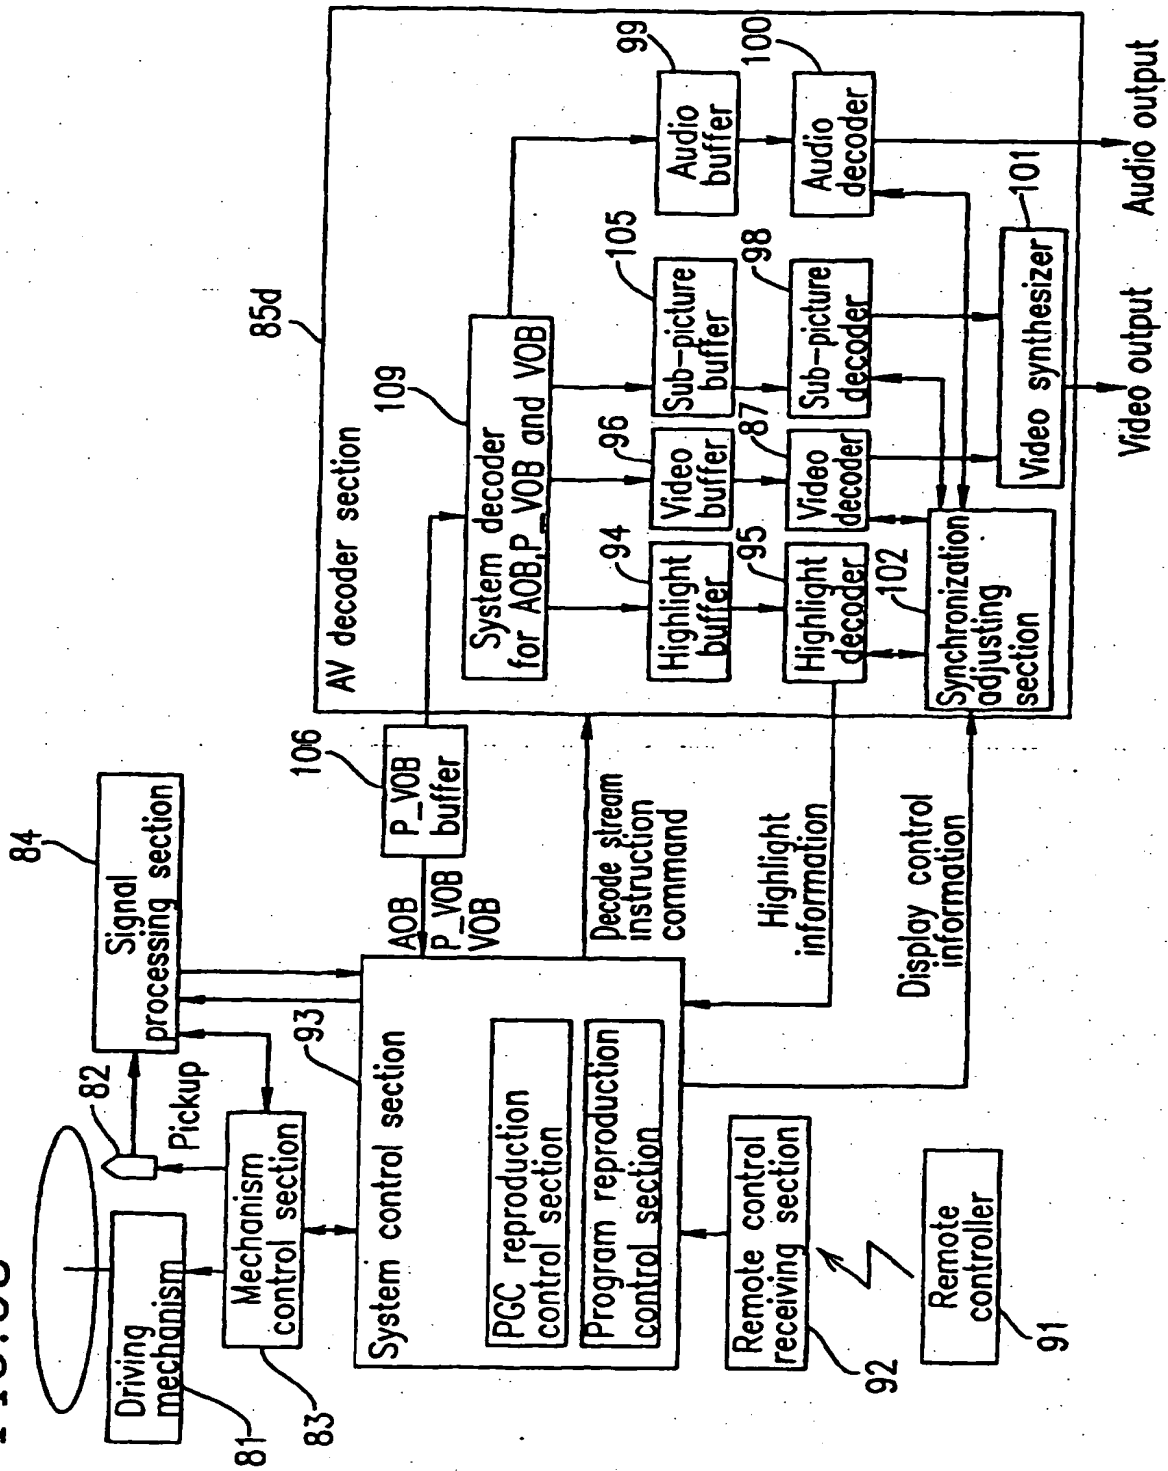 84
Signal
processing section
82
Pickup
Driving
mechanism
81
Mechanism
control section
83
93
System control section
PGC reproduction
control section
Program reproduction
control section
Remote control
receiving section
92
Remote
controller
91
106
P_VOB
buffer
AOB
P_VOB
VOB
Decode stream
instruction
command
Highlight
information
Display control
information
85d
AV decoder section
109
System decoder
for AOB,P_VOB and VOB
94
Highlight
buffer
96
Video
buffer
105
Sub-picture
buffer
99
Audio
buffer
95
Highlight
decoder
87
Video
decoder
98
Sub-picture
decoder
100
Audio
decoder
102
Synchronization
adjusting
section
101
Video synthesizer
Video output
Audio output